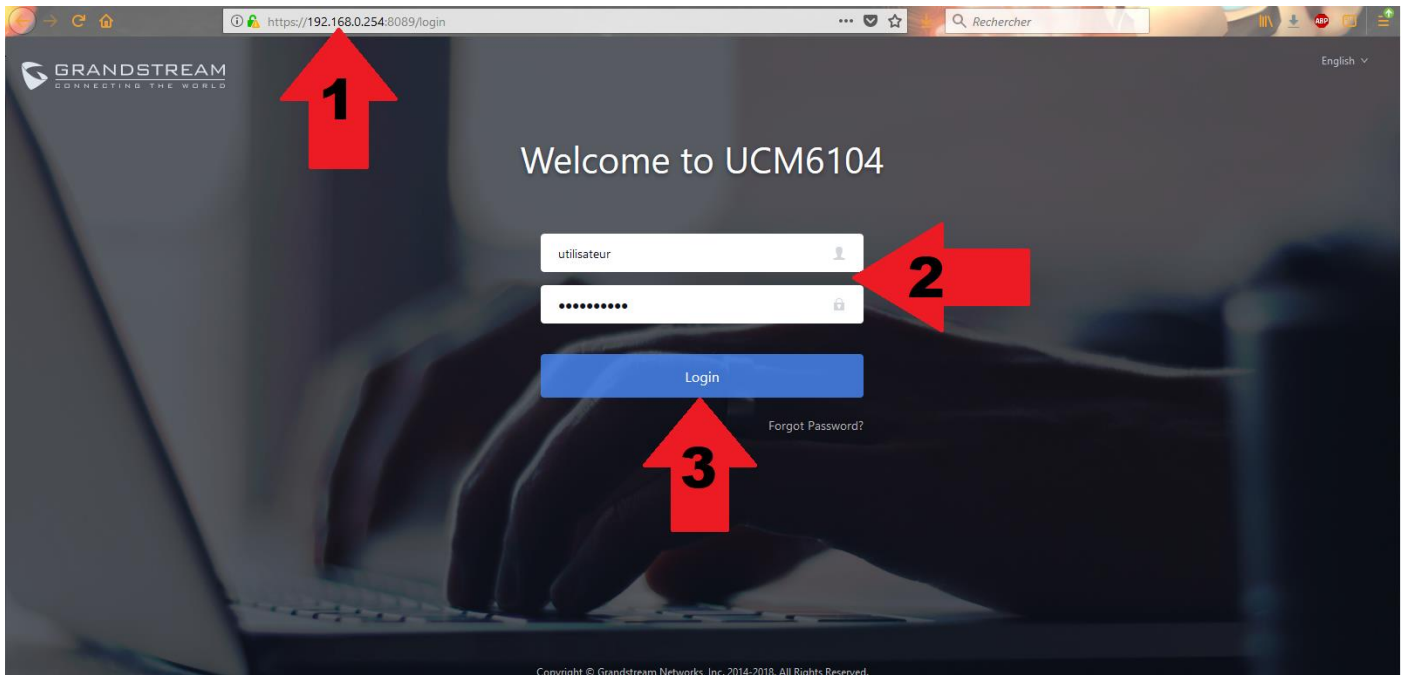 https://192.168.0.254:8089/login
Rechercher
ABP
GRANDSTREAM
CONNECTING THE WORLD
English
1
Welcome to UCM6104
utilisateur
••••••••••
2
Login
Forgot Password?
3
Copyright © Grandstream Networks, Inc. 2014-2018. All Rights Reserved.